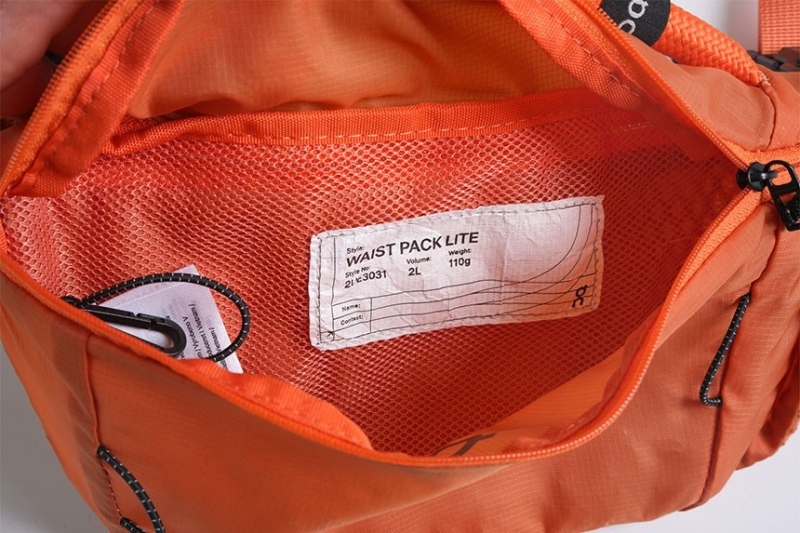 Style:
WAIST PACK LITE
Style No: Volume: Weight:
2L 110g
Name:
Contact: